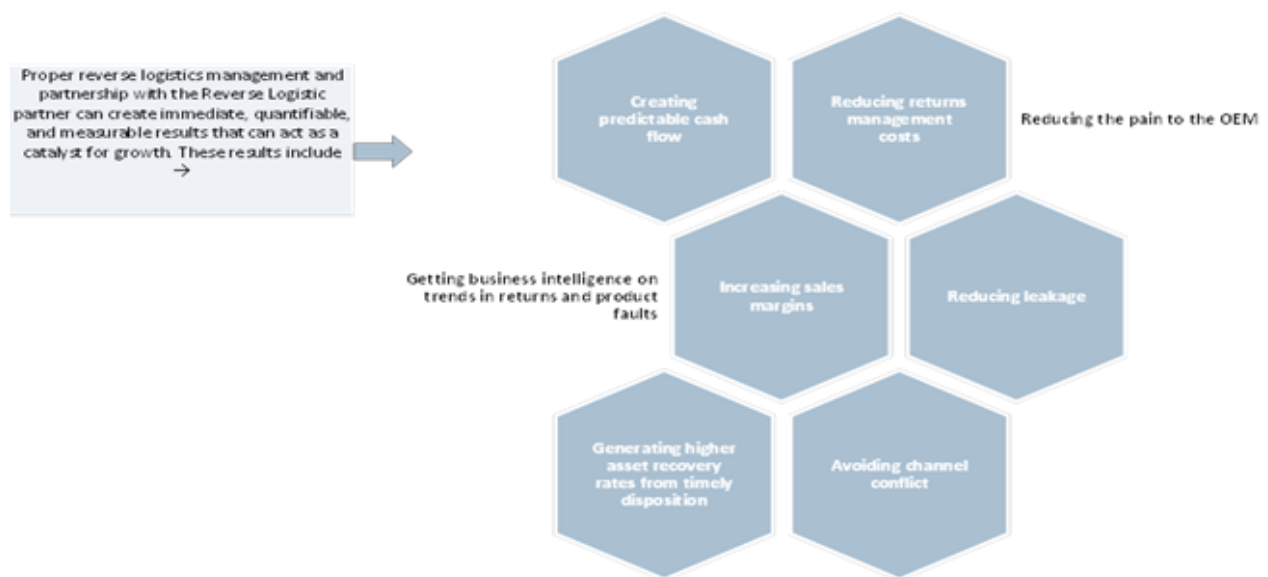 Proper reverse logistics management and
partnership with the Reverse Logistic
partner can create immediate, quantifiable,
and measurable results that can act as a
catalyst for growth. These results include
→
Creating
predictable cash
flow
Reducing returns
management
costs
Reducing the pain to the OEM
Getting business intelligence on
trends in returns and product
faults
Increasing sales
margins
Reducing leakage
Generating higher
asset recovery
rates from timely
disposition
Avoiding channel
conflict